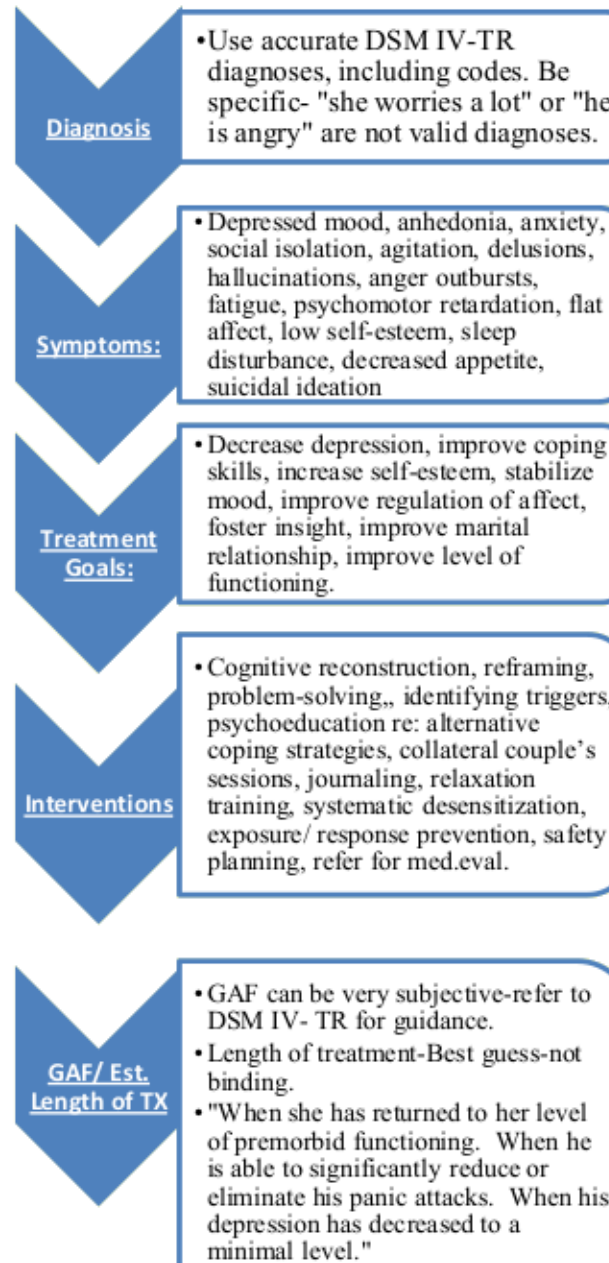 Diagnosis
•Use accurate DSM IV-TR
diagnoses, including codes. Be
specific- "she worries a lot" or "he
is angry" are not valid diagnoses.
Symptoms:
• Depressed mood, anhedonia, anxiety,
social isolation, agitation, delusions,
hallucinations, anger outbursts,
fatigue, psychomotor retardation, flat
affect, low self-esteem, sleep
disturbance, decreased appetite,
suicidal ideation
Treatment
Goals:
• Decrease depression, improve coping
skills, increase self-esteem, stabilize
mood, improve regulation of affect,
foster insight, improve marital
relationship, improve level of
functioning.
Interventions
• Cognitive reconstruction, reframing,
problem-solving,, identifying triggers,
psychoeducation re: alternative
coping strategies, collateral couple's
sessions, journaling, relaxation
training, systematic desensitization,
exposure/ response prevention, safety
planning, refer for med.eval.
GAF/ Est.
Length of TX
• GAF can be very subjective-refer to
DSM IV- TR for guidance.
• Length of treatment-Best guess-not
binding.
• "When she has returned to her level
of premorbid functioning.  When he
is able to significantly reduce or
eliminate his panic attacks.  When his
depression has decreased to a
minimal level."